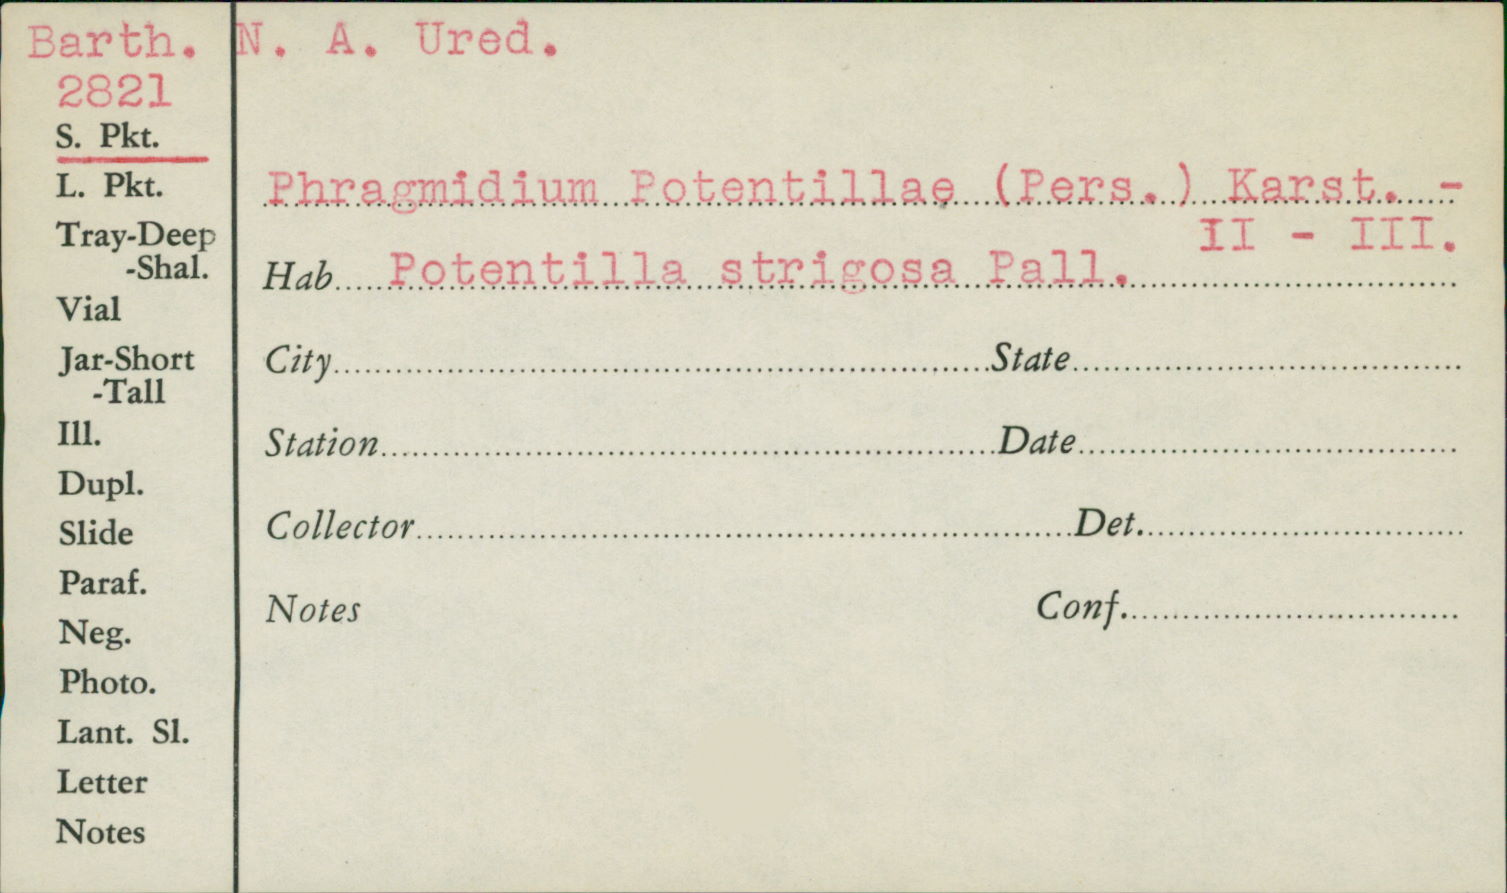 Barth. N. A. Ured.
2821
S. Pkt.
L. Pkt.
Tray-Deep
-Shal.
Vial
Jar-Short
-Tall
Ill.
Dupl.
Slide
Paraf.
Neg.
Photo.
Lant. Sl.
Letter
Notes
Phragmidium Potentillae (Pers.) Karst. -
II - III.
Hab. Potentilla strigosa Pall.
City State
Station Date
Collector Det.
Notes Conf.